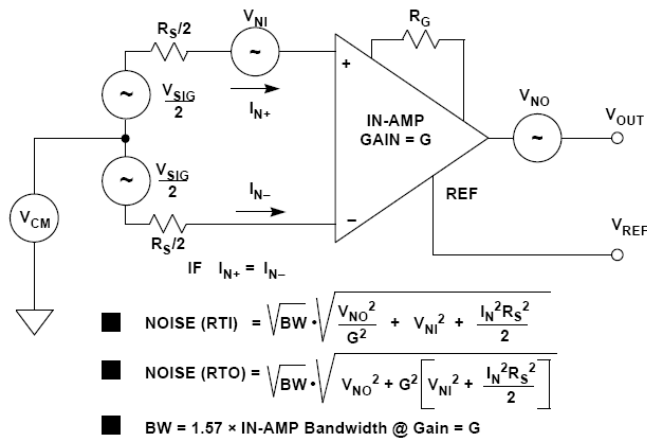 R_S/2
V_NI
R_G
~
+
V_SIG/2
~
I_N+
IN-AMP
GAIN = G
V_NO
~
V_OUT
V_SIG/2
~
I_N–
REF
V_CM
~
–
R_S/2
V_REF
IF I_N+ = I_N–
NOISE (RTI) = √BW • √(V_NO²/G² + V_NI² + I_N²R_S²/2)
NOISE (RTO) = √BW • √(V_NO² + G²[V_NI² + I_N²R_S²/2])
BW = 1.57 × IN-AMP Bandwidth @ Gain = G